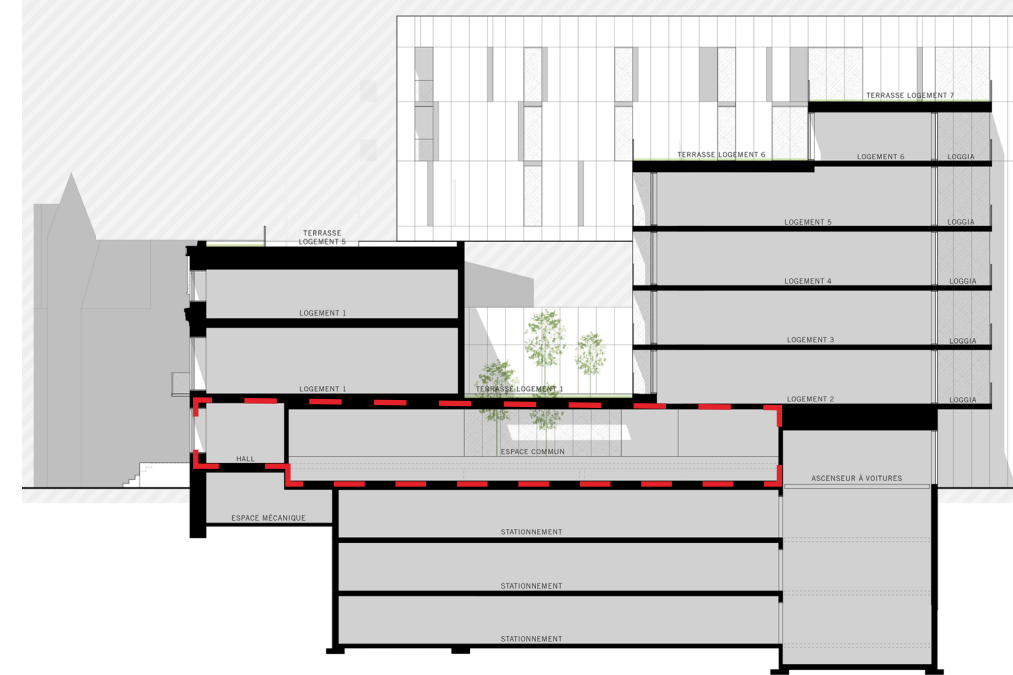 TERRASSE LOGEMENT 7
TERRASSE LOGEMENT 6
LOGEMENT 6
LOGGIA
LOGEMENT 5
LOGGIA
TERRASSE
LOGEMENT 5
LOGEMENT 4
LOGGIA
LOGEMENT 1
LOGEMENT 3
LOGGIA
LOGEMENT 1
TERRASSE LOGEMENT 1
LOGEMENT 2
LOGGIA
HALL
ESPACE COMMUN
ASCENSEUR À VOITURES
ESPACE MÉCANIQUE
STATIONNEMENT
STATIONNEMENT
STATIONNEMENT